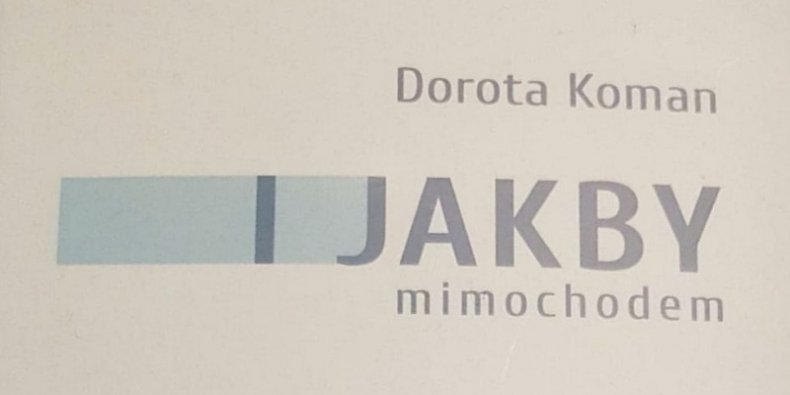 Dorota Koman
I JAKBY
mimochodem